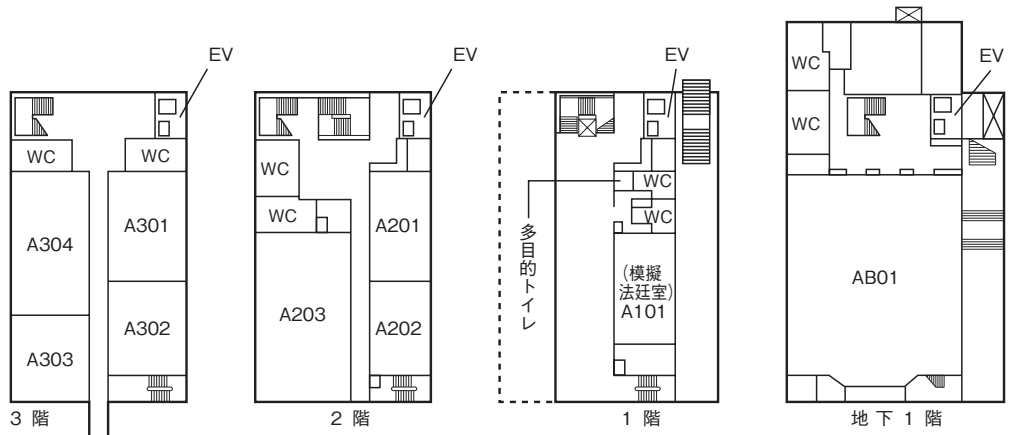 EV
WC
WC
A304
A301
A303
A302
3 階
EV
WC
WC
A201
A203
A202
2 階
EV
WC
WC
多目的トイレ
(模擬
法廷室)
A101
1 階
EV
WC
WC
AB01
地 下 1 階